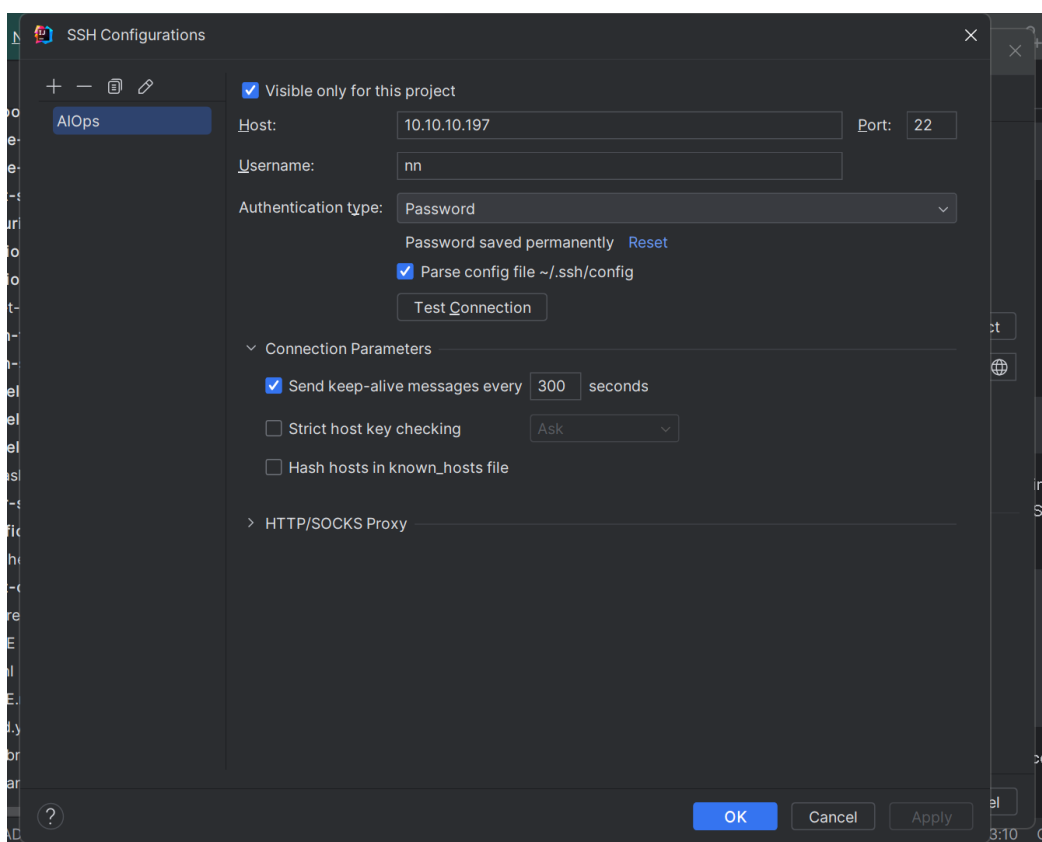 SSH Configurations
AIOps
Visible only for this project
Host: 10.10.10.197 Port: 22
Username: nn
Authentication type: Password
Password saved permanently Reset
Parse config file ~/.ssh/config
Test Connection
Connection Parameters
Send keep-alive messages every 300 seconds
Strict host key checking Ask
Hash hosts in known_hosts file
HTTP/SOCKS Proxy
? OK Cancel Apply
3:10